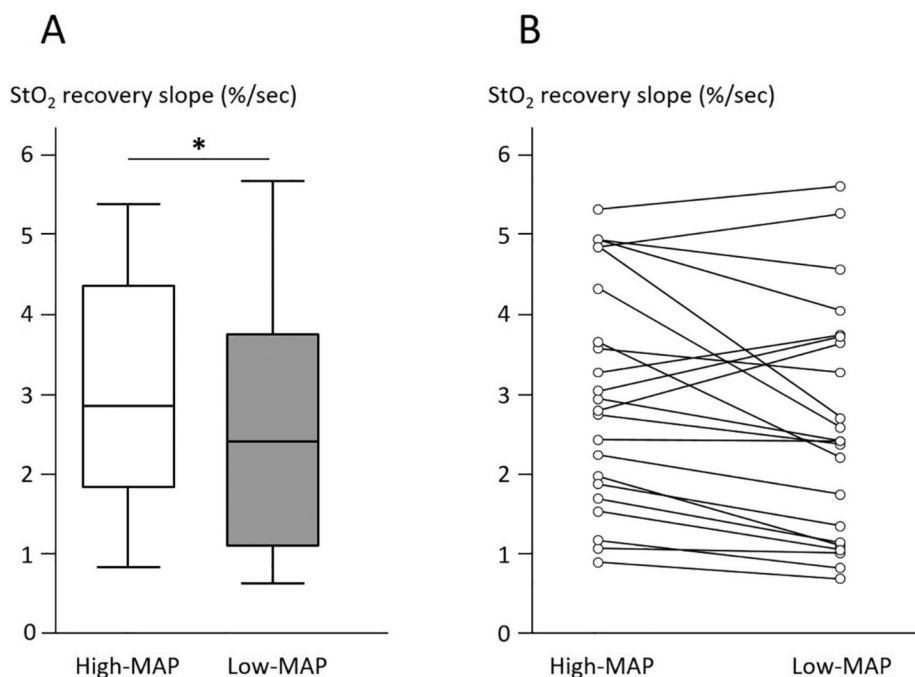 A
StO₂ recovery slope (%/sec)
6
5
4
3
2
1
0
*
High-MAP
Low-MAP
B
StO₂ recovery slope (%/sec)
6
5
4
3
2
1
0
High-MAP
Low-MAP